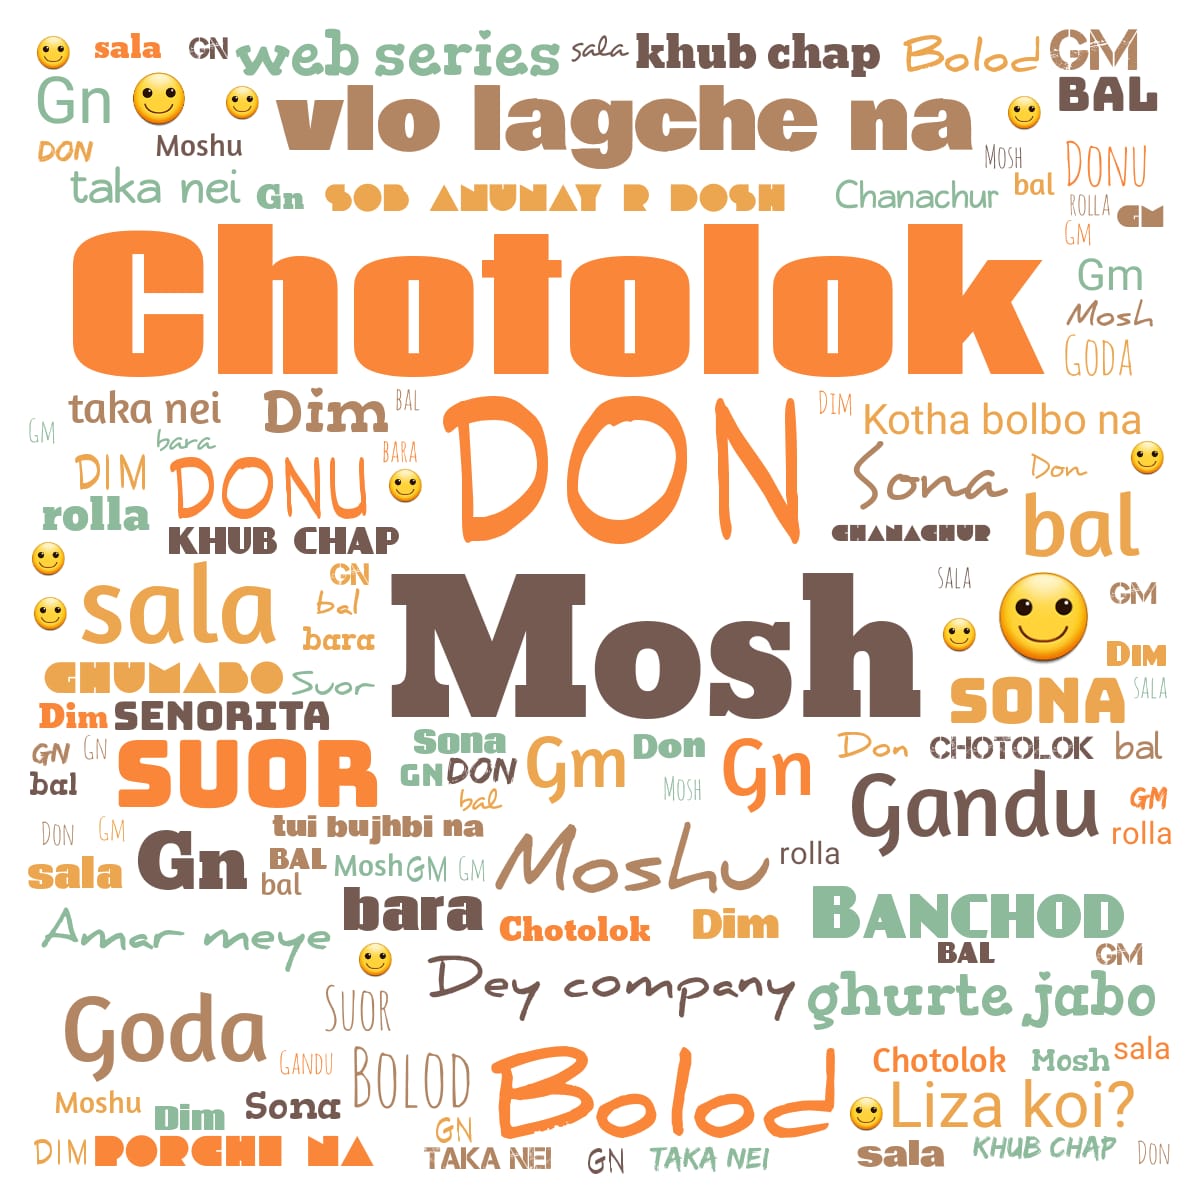 sala GN web series sala khub chap Bolod GM
Gn vlo lagche na BAL
DON Moshu Mosh DONU
taka nei Gn SOB ANUNAY R DOSH Chanachur bal
ROLLA GM
GM
Chotolok Gm
Mosh
GODA
taka nei Dim BAL DON DIM Kotha bolbo na
GM bara BARA
DIM DONU Sona Don
rolla CHANACHUR bal
KHUB CHAP
sala GN Mosh SALA GM
bal
bara Dim
GHUMABO Suor SONA SALA
Dim SENORITA
GN Gn SUOR Sona Gm Don Gn Don CHOTOLOK bal
bal GN DON Mosh Gandu GM
bal
DON GM tui bujhbi na Moshu rolla
sala Gn BAL Mosh GM GM rolla
bal
bara Chotolok Dim BANCHOD
Amar meye BAL GM
Dey company ghurte jabo
Goda SUOR
GANDU BOLOD Bolod Chotolok Mosh sala
Moshu Dim Sona Liza koi?
GN
DIM PORCHI NA TAKA NEI GN TAKA NEI sala KHUB CHAP DON